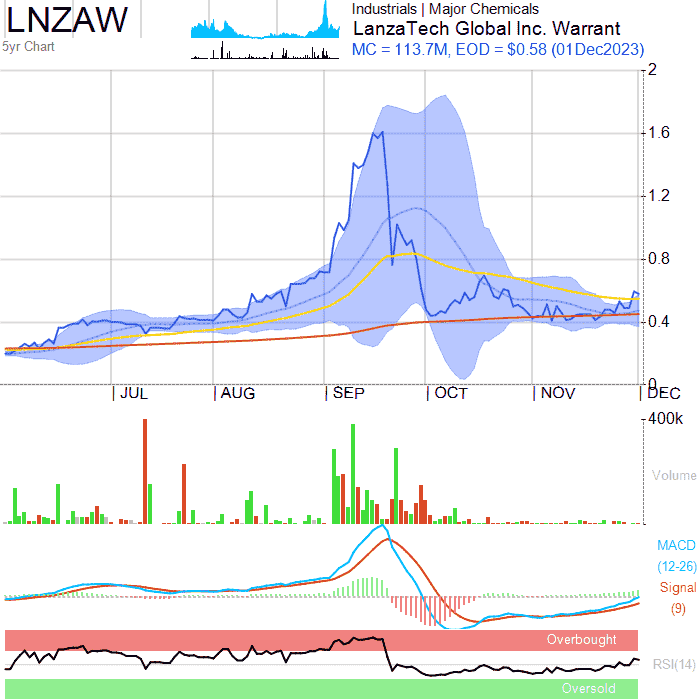 LNZAW
5yr Chart
Industrials | Major Chemicals
LanzaTech Global Inc. Warrant
MC = 113.7M, EOD = $0.58 (01Dec2023)
2
1.6
1.2
0.8
0.4
0
JUL
AUG
SEP
OCT
NOV
DEC
400k
Volume
MACD
(12-26)
Signal
(9)
Overbought
RSI(14)
Oversold